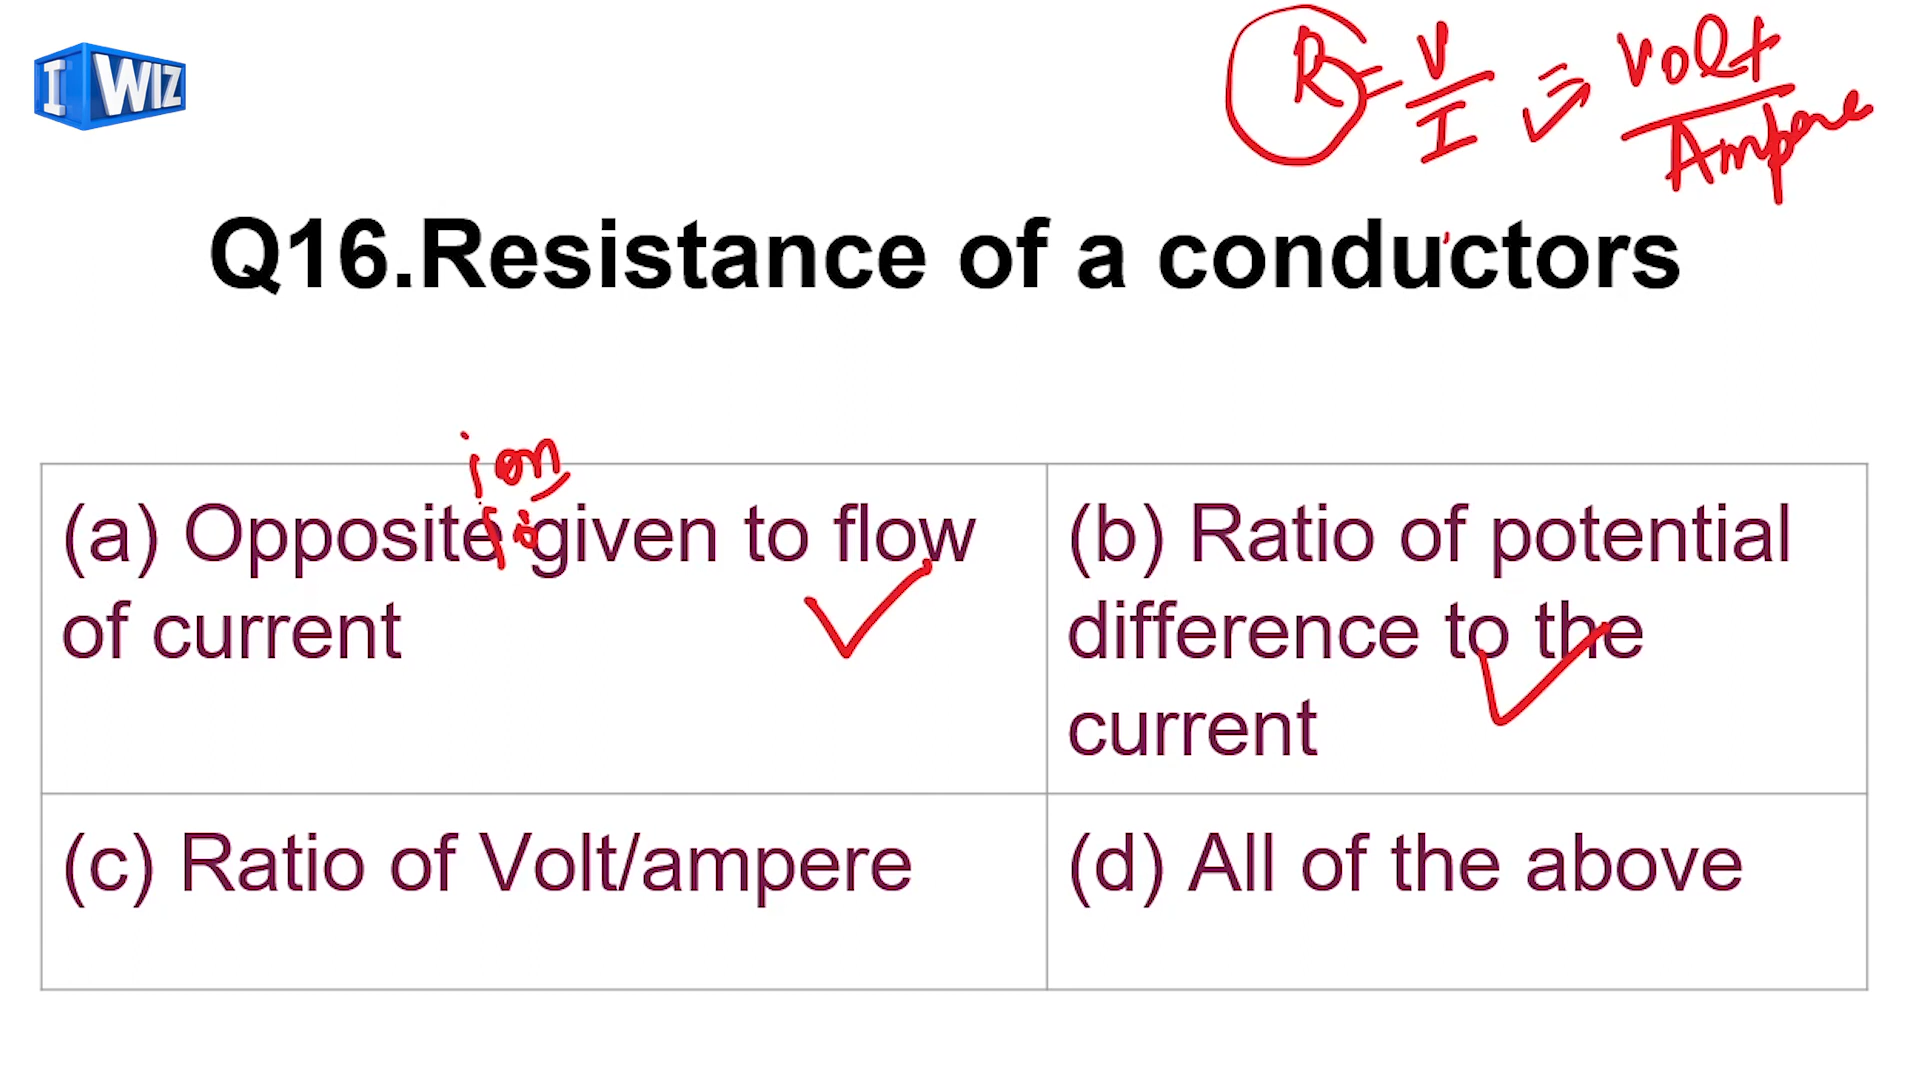 I WIZ
R = V / I ⇒ Volt / Ampere
Q16.Resistance of a conductors
ion
(a) Opposite given to flow
of current
(b) Ratio of potential
difference to the
current
(c) Ratio of Volt/ampere
(d) All of the above